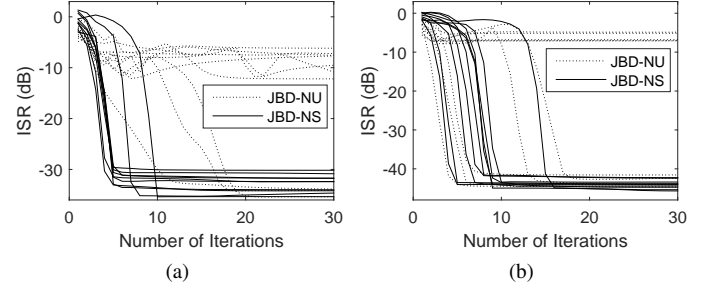 0
-10
-20
-30
ISR (dB)
JBD-NU
JBD-NS
0 10 20 30
Number of Iterations
(a)
0
-10
-20
-30
-40
ISR (dB)
JBD-NU
JBD-NS
0 10 20 30
Number of Iterations
(b)